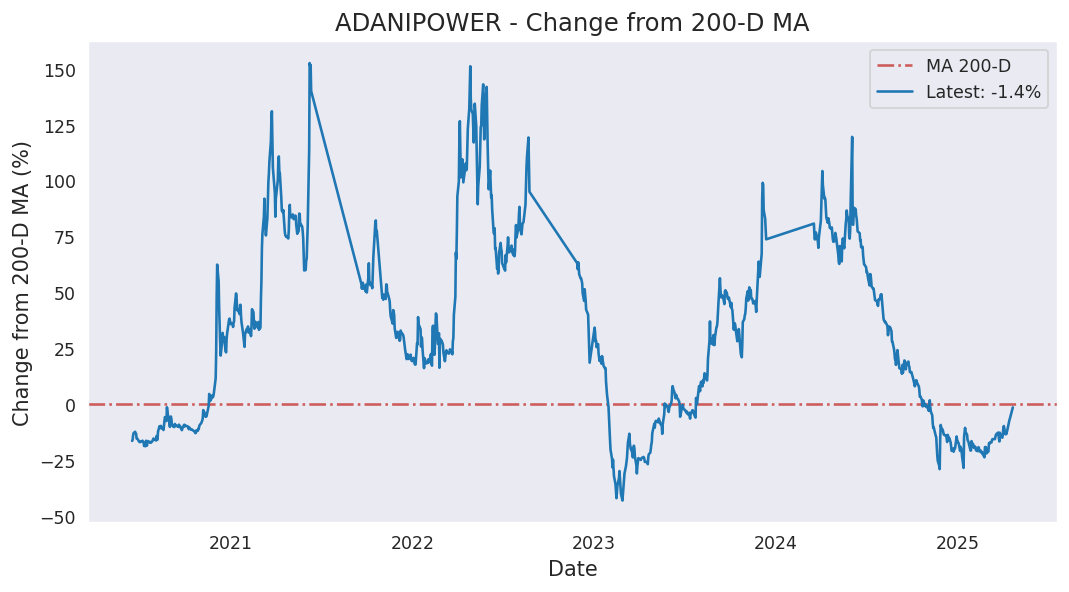 ADANIPOWER - Change from 200-D MA
MA 200-D
Latest: -1.4%
Change from 200-D MA (%)
150
125
100
75
50
25
0
−25
−50
2021
2022
2023
2024
2025
Date